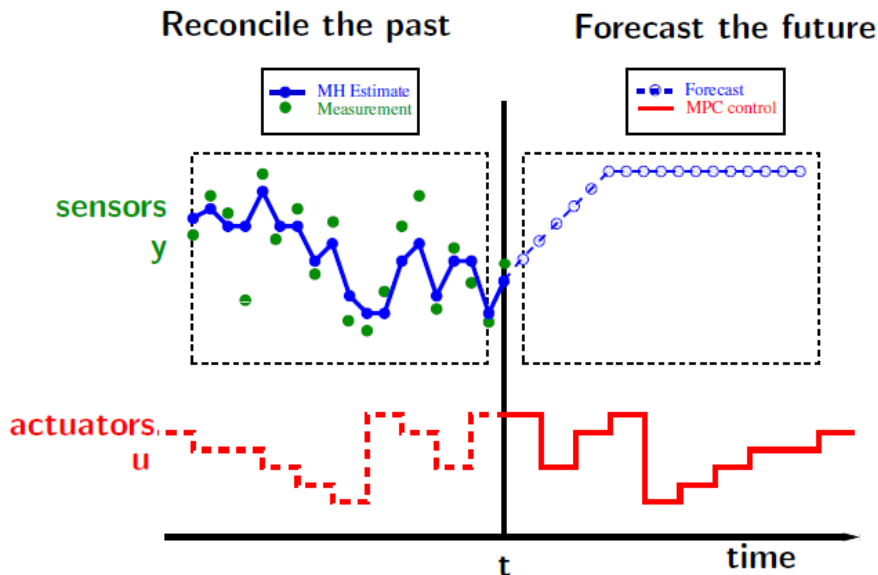 Reconcile the past
Forecast the future
MH Estimate
Measurement
Forecast
MPC control
sensors
y
actuators
u
t
time